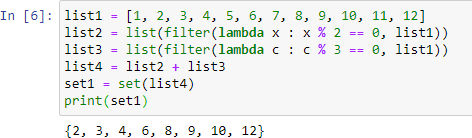 In [6]: list1 = [1, 2, 3, 4, 5, 6, 7, 8, 9, 10, 11, 12]
list2 = list(filter(lambda x : x % 2 == 0, list1))
list3 = list(filter(lambda c : c % 3 == 0, list1))
list4 = list2 + list3
set1 = set(list4)
print(set1)
{2, 3, 4, 6, 8, 9, 10, 12}